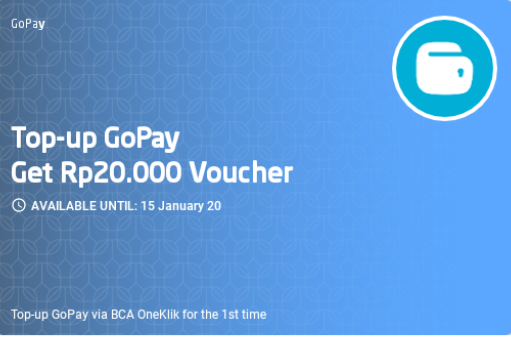 GoPay
Top-up GoPay
Get Rp20.000 Voucher
AVAILABLE UNTIL: 15 January 20
Top-up GoPay via BCA OneKlik for the 1st time